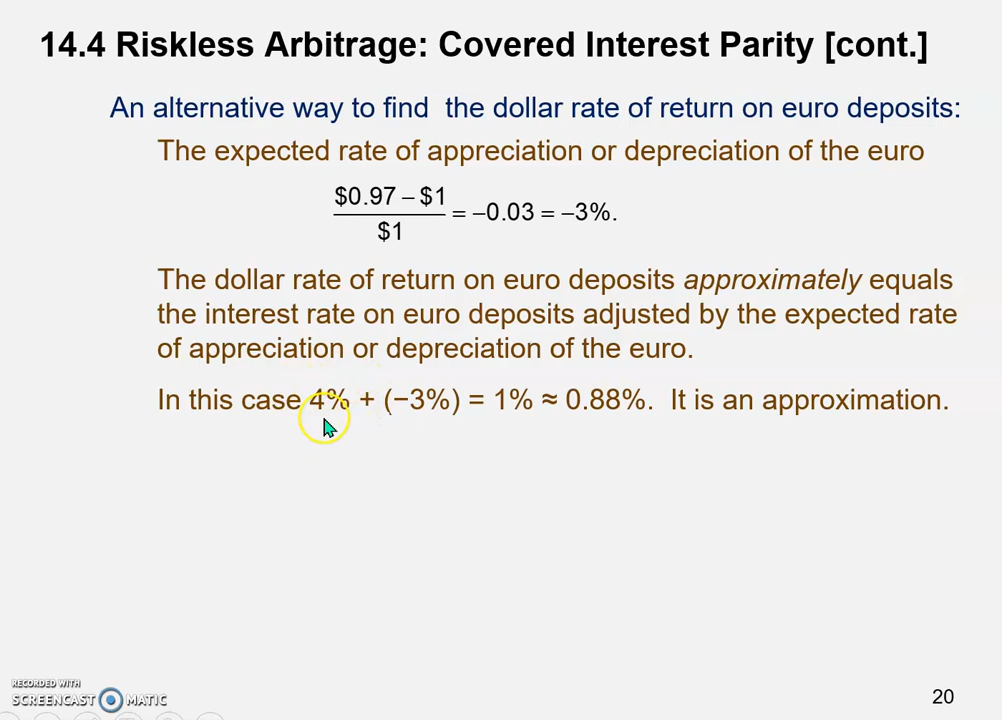 14.4 Riskless Arbitrage: Covered Interest Parity [cont.]
An alternative way to find the dollar rate of return on euro deposits:
The expected rate of appreciation or depreciation of the euro
$0.97 – $1
= –0.03 = –3%.
$1
The dollar rate of return on euro deposits approximately equals
the interest rate on euro deposits adjusted by the expected rate
of appreciation or depreciation of the euro.
In this case 4% + (−3%) = 1% ≈ 0.88%. It is an approximation.
RECORDED WITH
SCREENCAST MATIC
20